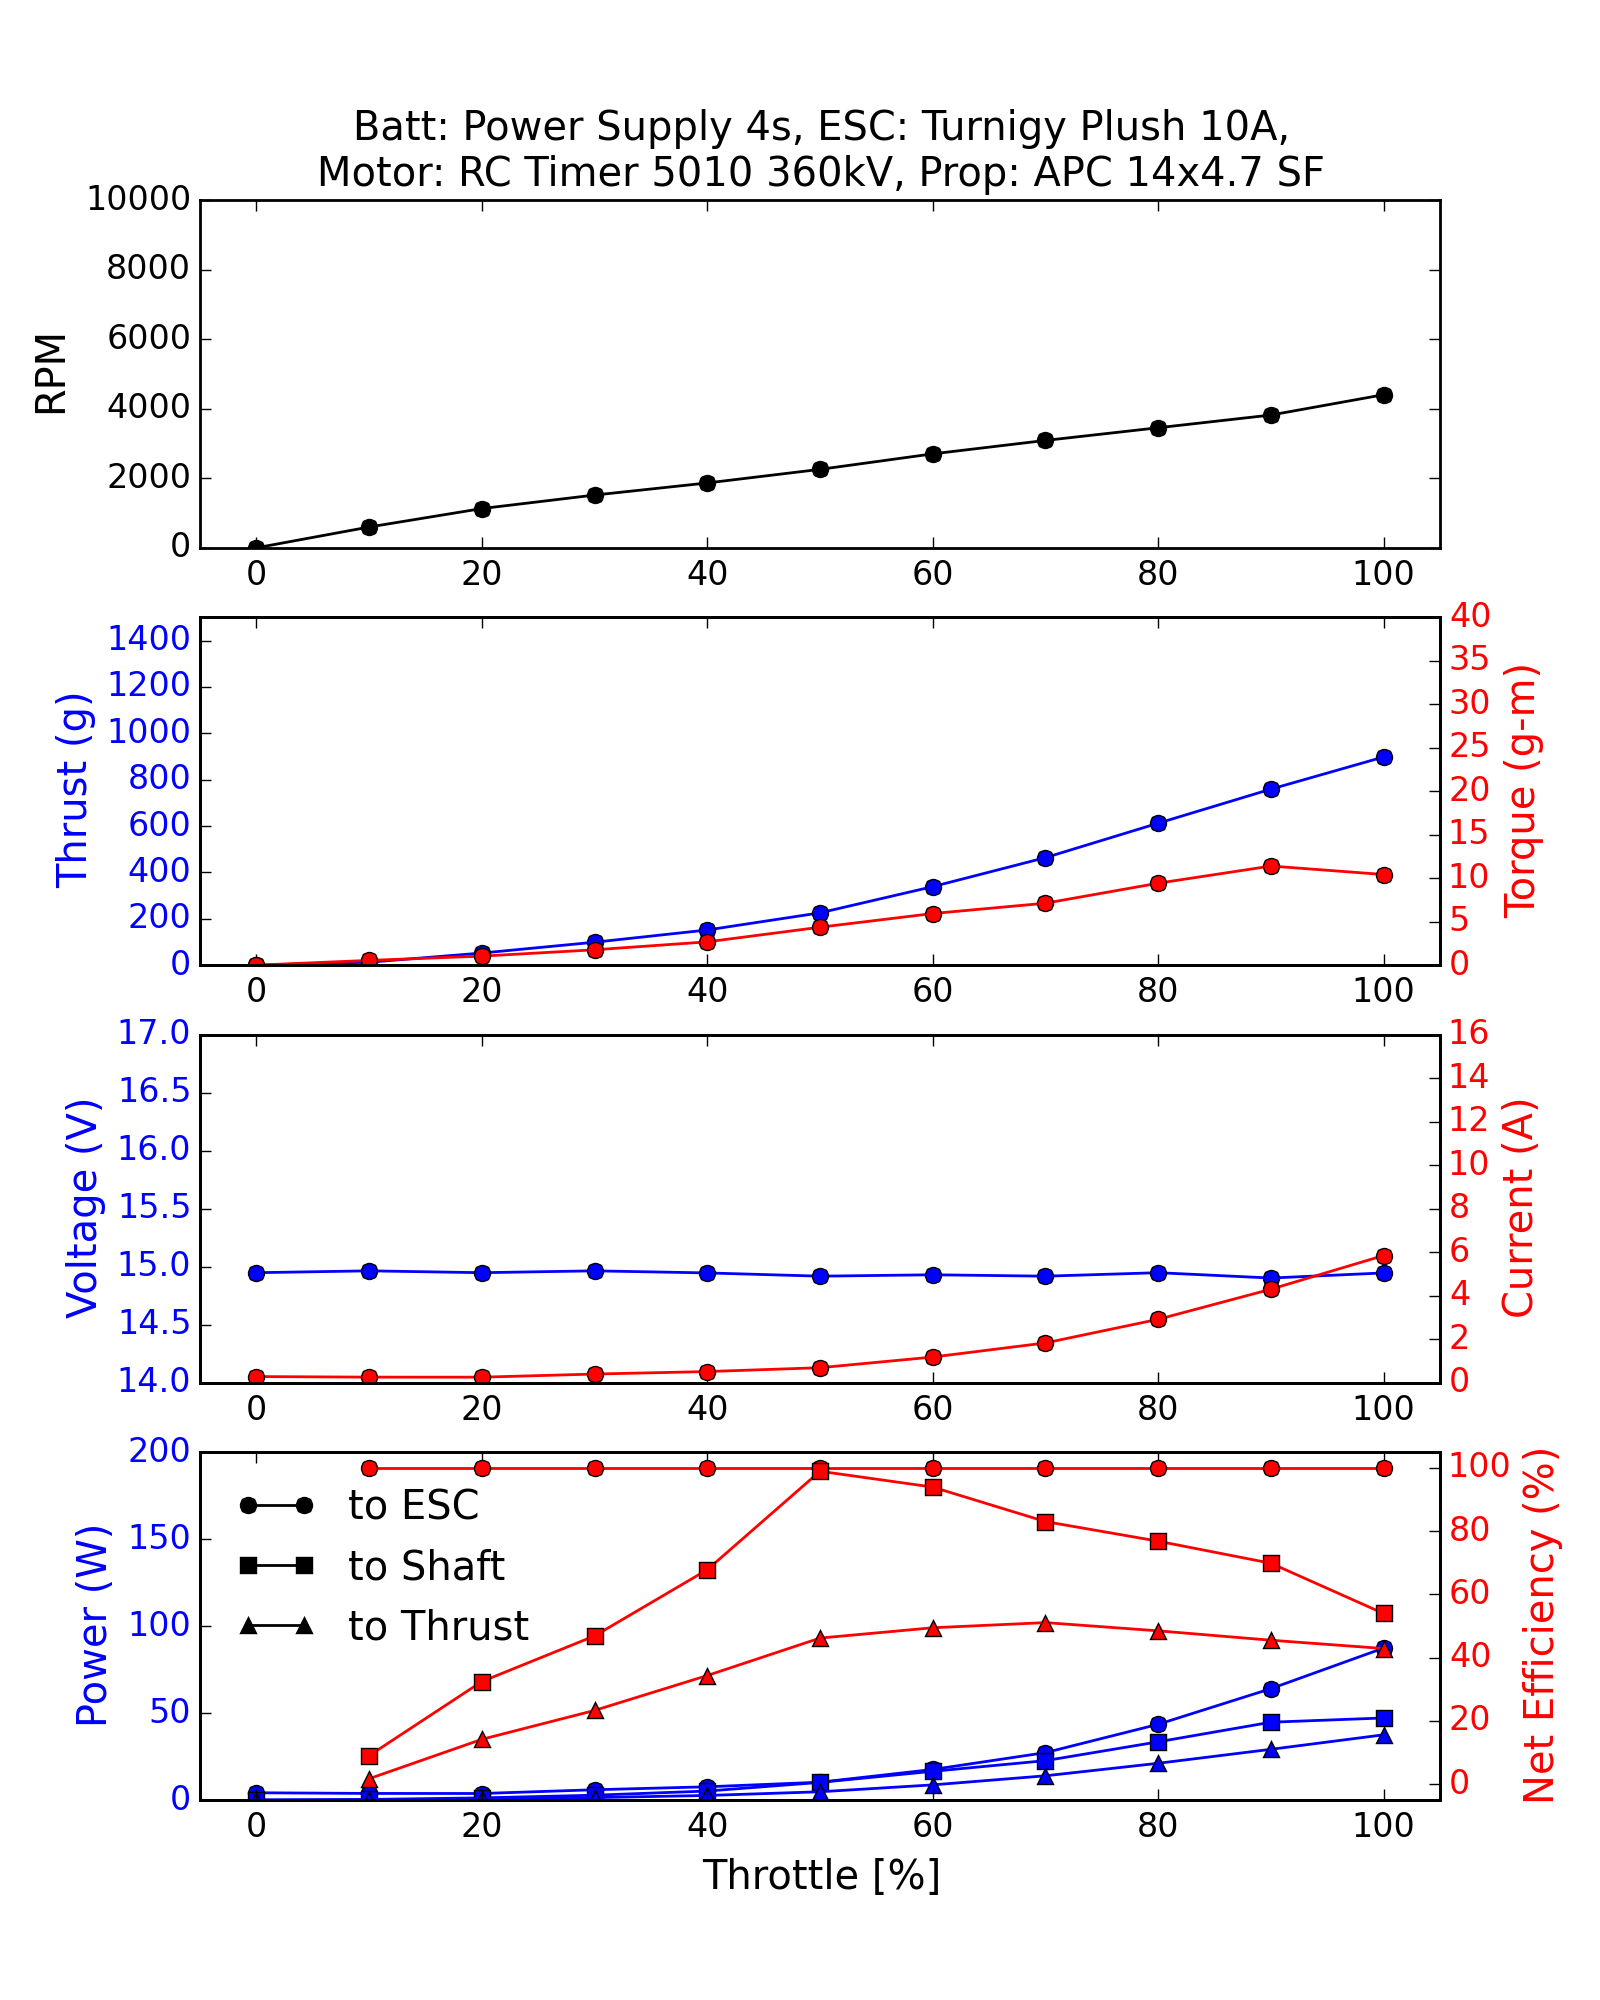 Batt: Power Supply 4s, ESC: Turnigy Plush 10A,
Motor: RC Timer 5010 360kV, Prop: APC 14x4.7 SF
RPM
10000
8000
6000
4000
2000
0
0 20 40 60 80 100
Thrust (g)
1400
1200
1000
800
600
400
200
0
Torque (g-m)
40
35
30
25
20
15
10
5
0
0 20 40 60 80 100
Voltage (V)
17.0
16.5
16.0
15.5
15.0
14.5
14.0
Current (A)
16
14
12
10
8
6
4
2
0
0 20 40 60 80 100
Power (W)
200
150
100
50
0
to ESC
to Shaft
to Thrust
Net Efficiency (%)
100
80
60
40
20
0
0 20 40 60 80 100
Throttle [%]